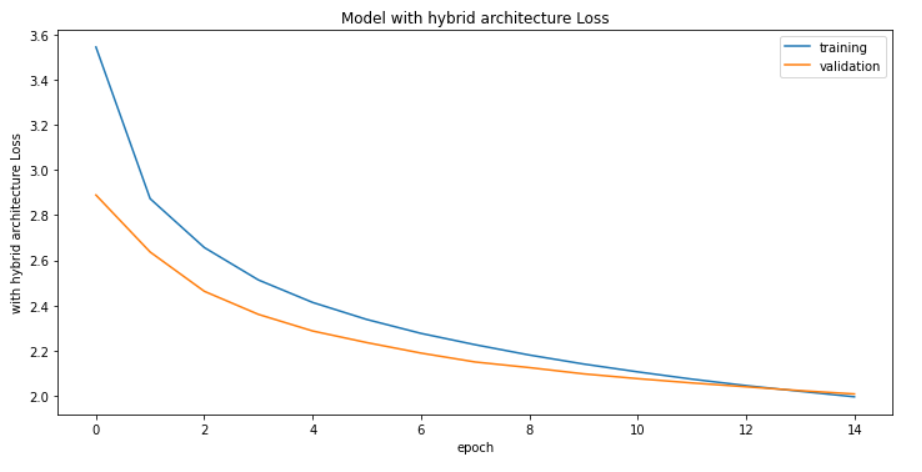 Model with hybrid architecture Loss
training
validation
with hybrid architecture Loss
3.6
3.4
3.2
3.0
2.8
2.6
2.4
2.2
2.0
0 2 4 6 8 10 12 14
epoch